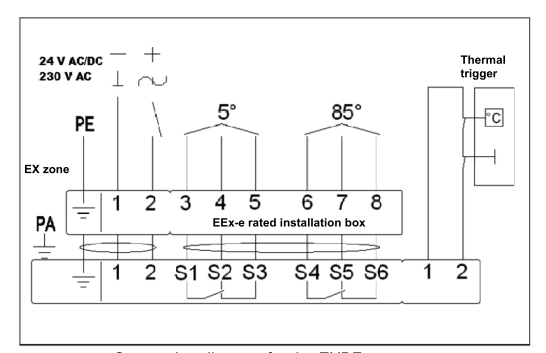 24 V AC/DC
230 V AC
Thermal
trigger
°C
5°
85°
PE
EX zone
1 2 3 4 5 6 7 8
EEx-e rated installation box
PA
1 2 S1 S2 S3 S4 S5 S6 1 2